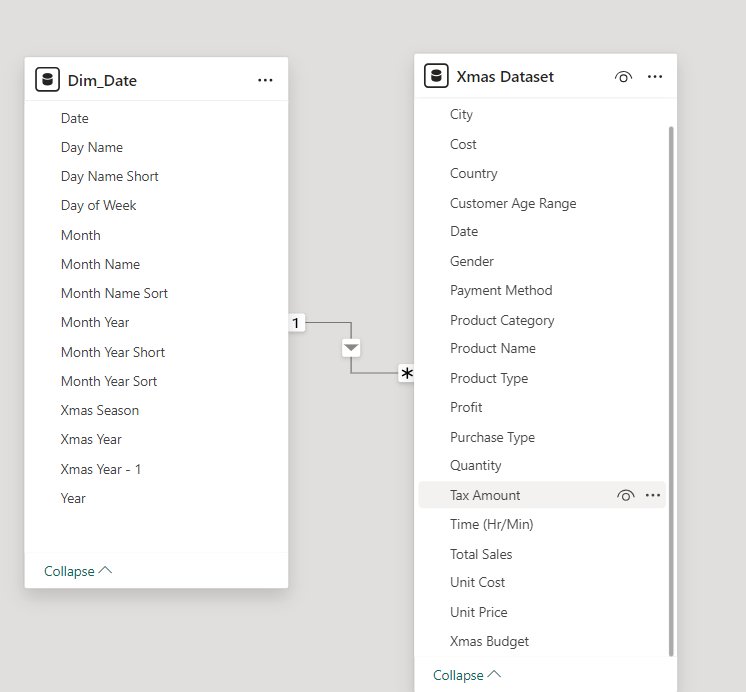 Dim_Date
Date
Day Name
Day Name Short
Day of Week
Month
Month Name
Month Name Sort
Month Year
Month Year Short
Month Year Sort
Xmas Season
Xmas Year
Xmas Year - 1
Year
Collapse
1
*
Xmas Dataset
City
Cost
Country
Customer Age Range
Date
Gender
Payment Method
Product Category
Product Name
Product Type
Profit
Purchase Type
Quantity
Tax Amount
Time (Hr/Min)
Total Sales
Unit Cost
Unit Price
Xmas Budget
Collapse